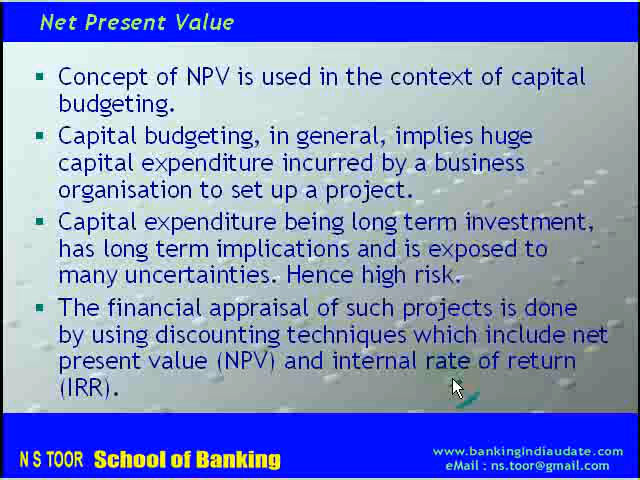 Net Present Value
Concept of NPV is used in the context of capital
budgeting.
Capital budgeting, in general, implies huge
capital expenditure incurred by a business
organisation to set up a project.
Capital expenditure being long term investment,
has long term implications and is exposed to
many uncertainties. Hence high risk.
The financial appraisal of such projects is done
by using discounting techniques which include net
present value (NPV) and internal rate of return
(IRR).
N S TOOR School of Banking
www.bankingindiaudate.com
eMail : ns.toor@gmail.com